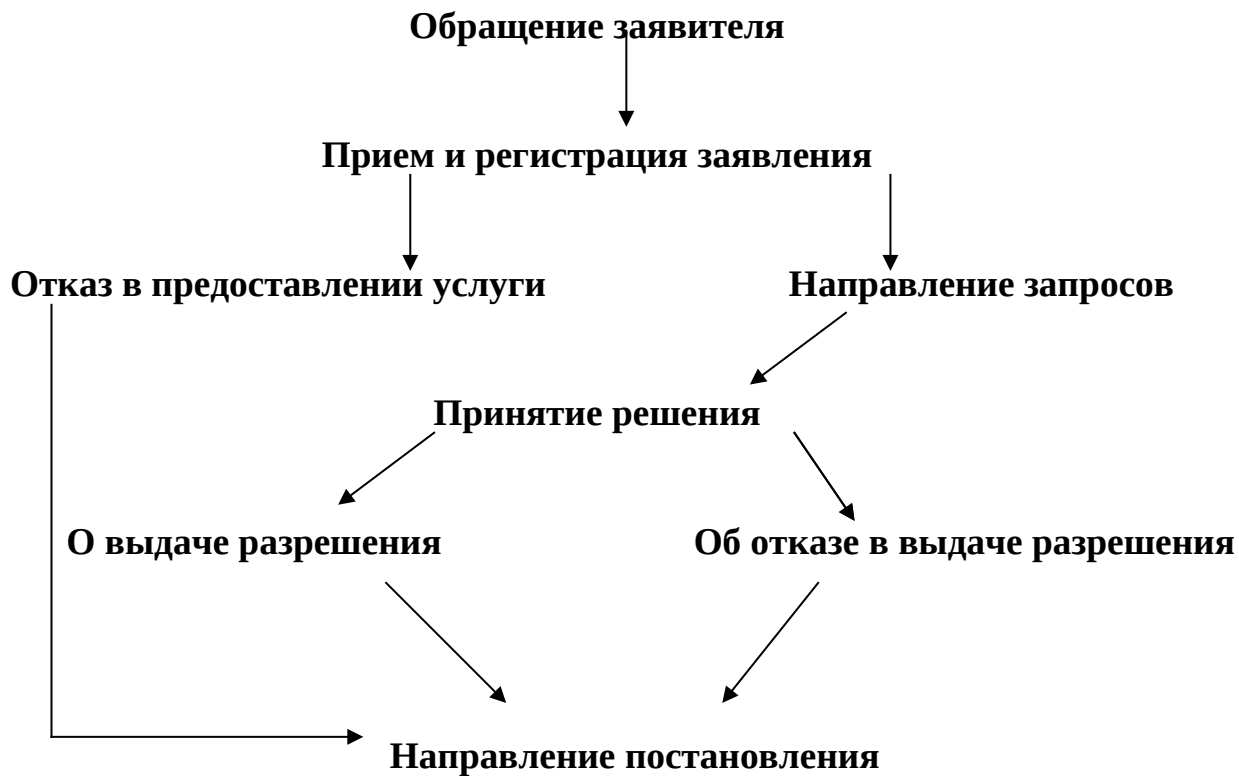 Обращение заявителя
Прием и регистрация заявления
Отказ в предоставлении услуги
Направление запросов
Принятие решения
О выдаче разрешения
Об отказе в выдаче разрешения
Направление постановления